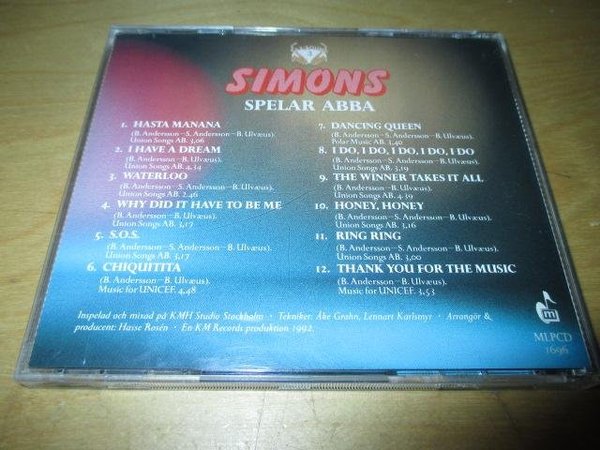 SIMONS
SPELAR ABBA
1. HASTA MANANA
(B. Andersson–S. Andersson–B. Ulvæus).
Union Songs AB. 3,06
2. I HAVE A DREAM
(B. Andersson–B. Ulvæus).
Union Songs AB. 4,34
3. WATERLOO
(B. Andersson–S. Andersson–B. Ulvæus).
Union Songs AB. 2,46
4. WHY DID IT HAVE TO BE ME
(B. Andersson–B. Ulvæus).
Union Songs AB. 3,17
5. S.O.S.
(B. Andersson–S. Andersson–B. Ulvæus).
Union Songs AB. 3,17
6. CHIQUITITA
(B. Andersson–B. Ulvæus).
Music for UNICEF. 4,48
7. DANCING QUEEN
(B. Andersson–S. Andersson–B. Ulvæus).
Polar Music AB. 3,40
8. I DO, I DO, I DO, I DO, I DO
(B. Andersson–S. Andersson–B. Ulvæus).
Union Songs AB. 3,19
9. THE WINNER TAKES IT ALL
(B. Andersson–B. Ulvæus).
Union Songs AB. 4,39
10. HONEY, HONEY
(B. Andersson–S. Andersson–B. Ulvæus).
Union Songs AB. 3,16
11. RING RING
(B. Andersson–S. Andersson–B. Ulvæus).
Union Songs AB. 3,00
12. THANK YOU FOR THE MUSIC
(B. Andersson–B. Ulvæus).
Music for UNICEF. 3,53
Inspelad och mixad på KMH Studio Stockholm · Tekniker: Åke Grahn, Lennart Karlsmyr · Arrangör &
producent: Hasse Rosén · En KM Records produktion 1992.
m
MLPCD
1696